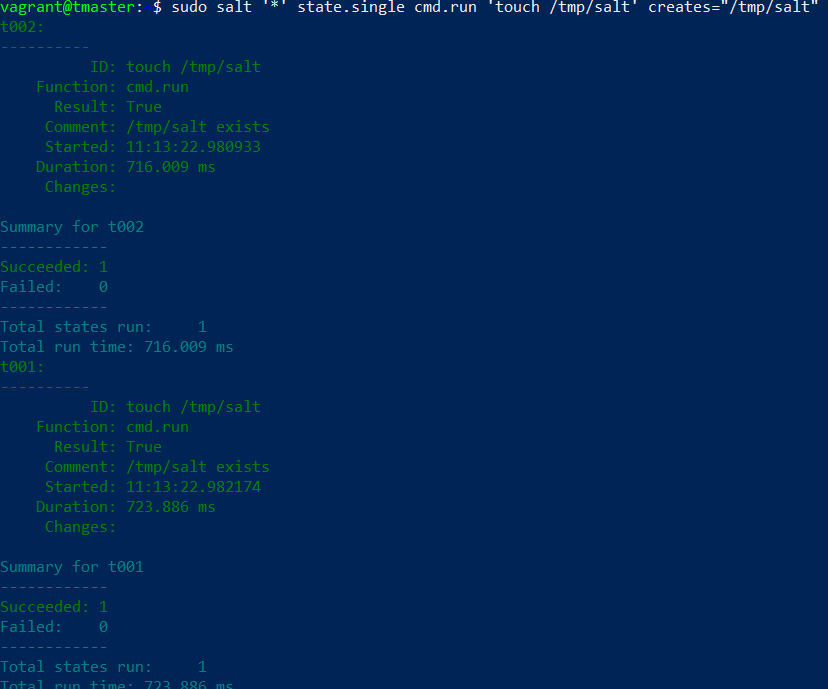 vagrant@tmaster:~$ sudo salt '*' state.single cmd.run 'touch /tmp/salt' creates="/tmp/salt"
t002:
----------
          ID: touch /tmp/salt
    Function: cmd.run
      Result: True
     Comment: /tmp/salt exists
     Started: 11:13:22.980933
    Duration: 716.009 ms
     Changes:

Summary for t002
------------
Succeeded: 1
Failed:    0
------------
Total states run:     1
Total run time: 716.009 ms
t001:
----------
          ID: touch /tmp/salt
    Function: cmd.run
      Result: True
     Comment: /tmp/salt exists
     Started: 11:13:22.982174
    Duration: 723.886 ms
     Changes:

Summary for t001
------------
Succeeded: 1
Failed:    0
------------
Total states run:     1
Total run time: 723.886 ms